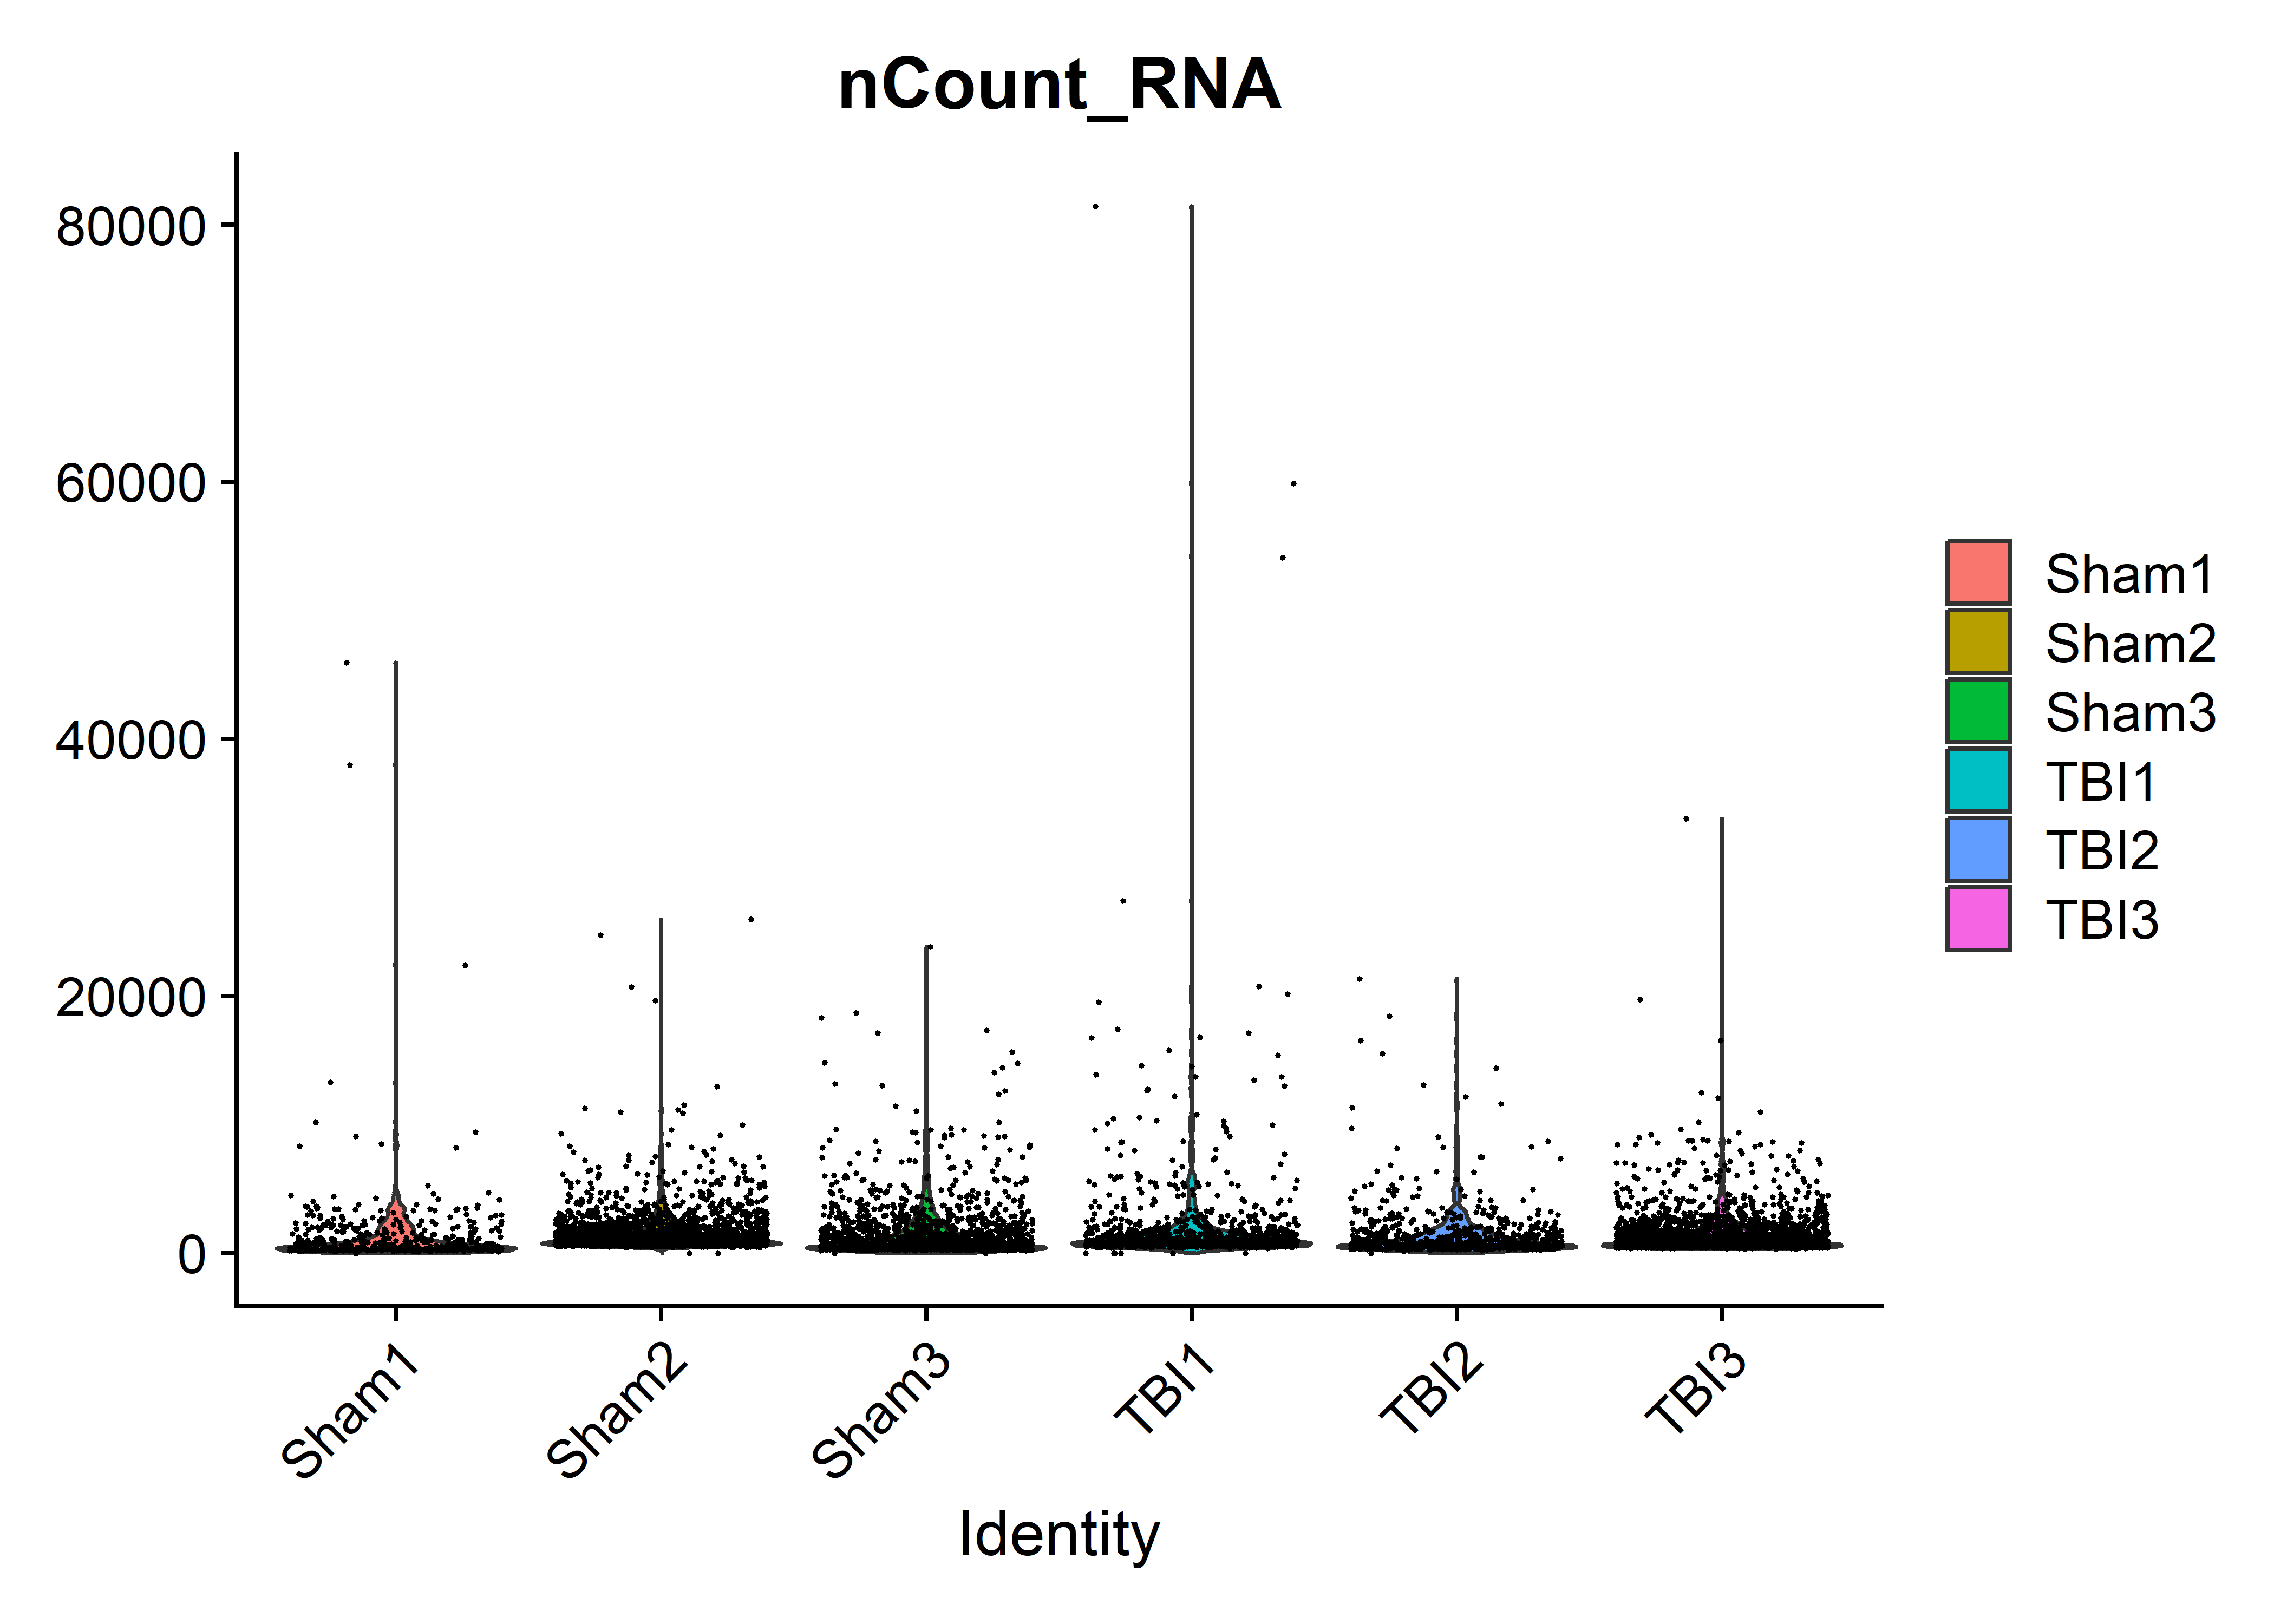 nCount_RNA
80000
60000
40000
20000
0
Sham1
Sham2
Sham3
TBI1
TBI2
TBI3
Identity
Sham1
Sham2
Sham3
TBI1
TBI2
TBI3